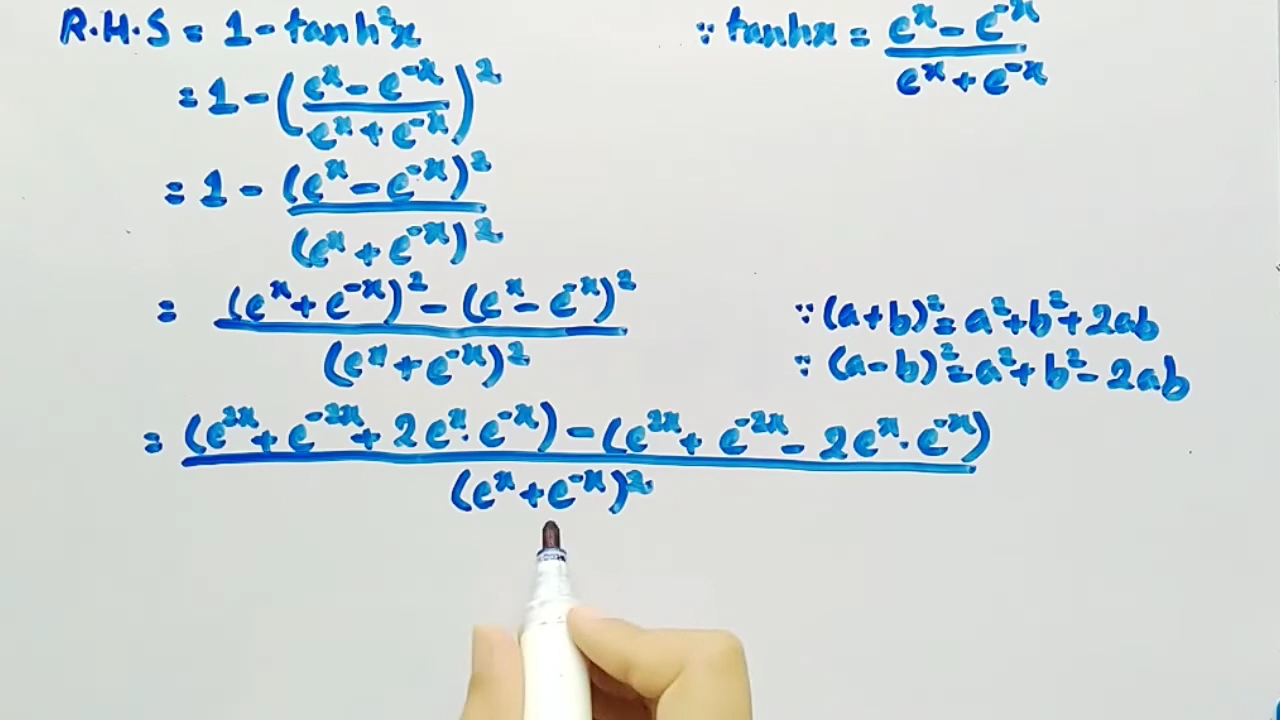 R.H.S = 1 - tanh²x
∵ tanhx = (eˣ - e⁻ˣ) / (eˣ + e⁻ˣ)
= 1 - ((eˣ - e⁻ˣ) / (eˣ + e⁻ˣ))²
= 1 - (eˣ - e⁻ˣ)² / (eˣ + e⁻ˣ)²
= ((eˣ + e⁻ˣ)² - (eˣ - e⁻ˣ)²) / (eˣ + e⁻ˣ)²
∵ (a+b)² = a² + b² + 2ab
∵ (a-b)² = a² + b² - 2ab
= ((e²ˣ + e⁻²ˣ + 2eˣ·e⁻ˣ) - (e²ˣ + e⁻²ˣ - 2eˣ·e⁻ˣ)) / (eˣ + e⁻ˣ)²